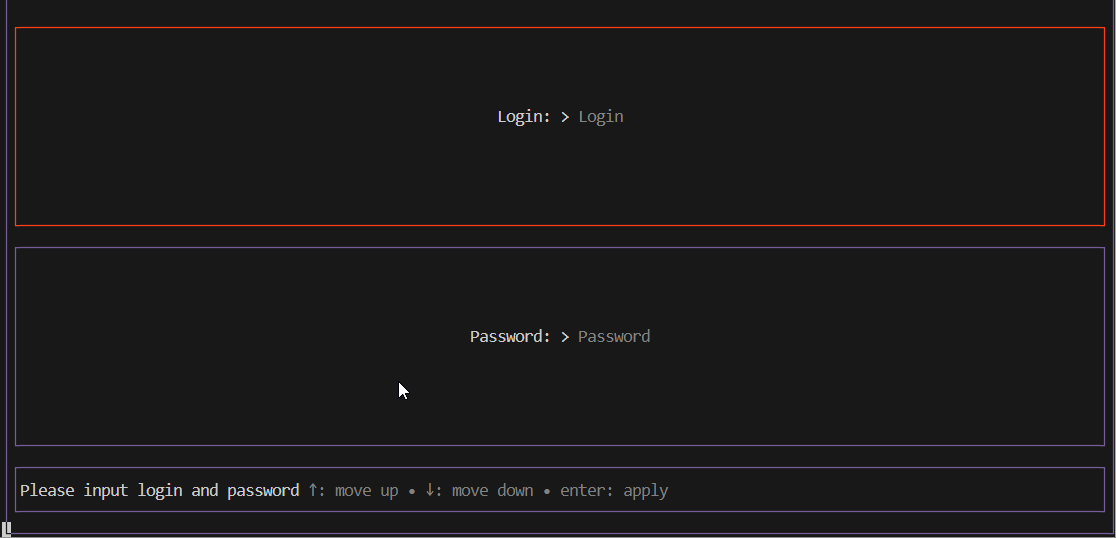 Login: > Login
Password: > Password
Please input login and password ↑: move up • ↓: move down • enter: apply